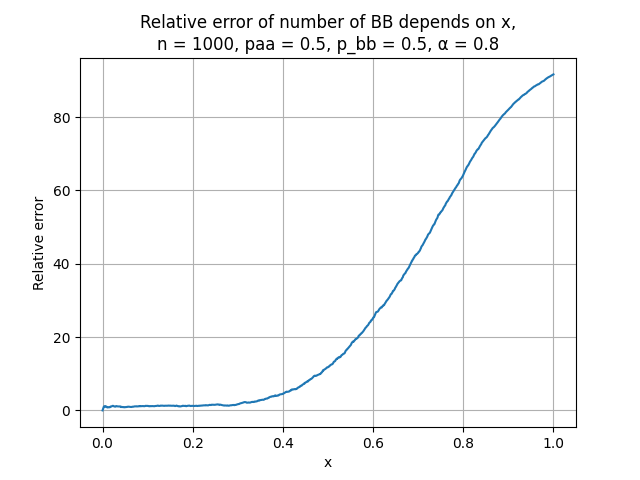 Relative error of number of BB depends on x,
n = 1000, paa = 0.5, p_bb = 0.5, α = 0.8
80
60
40
20
0
Relative error
0.0 0.2 0.4 0.6 0.8 1.0
x